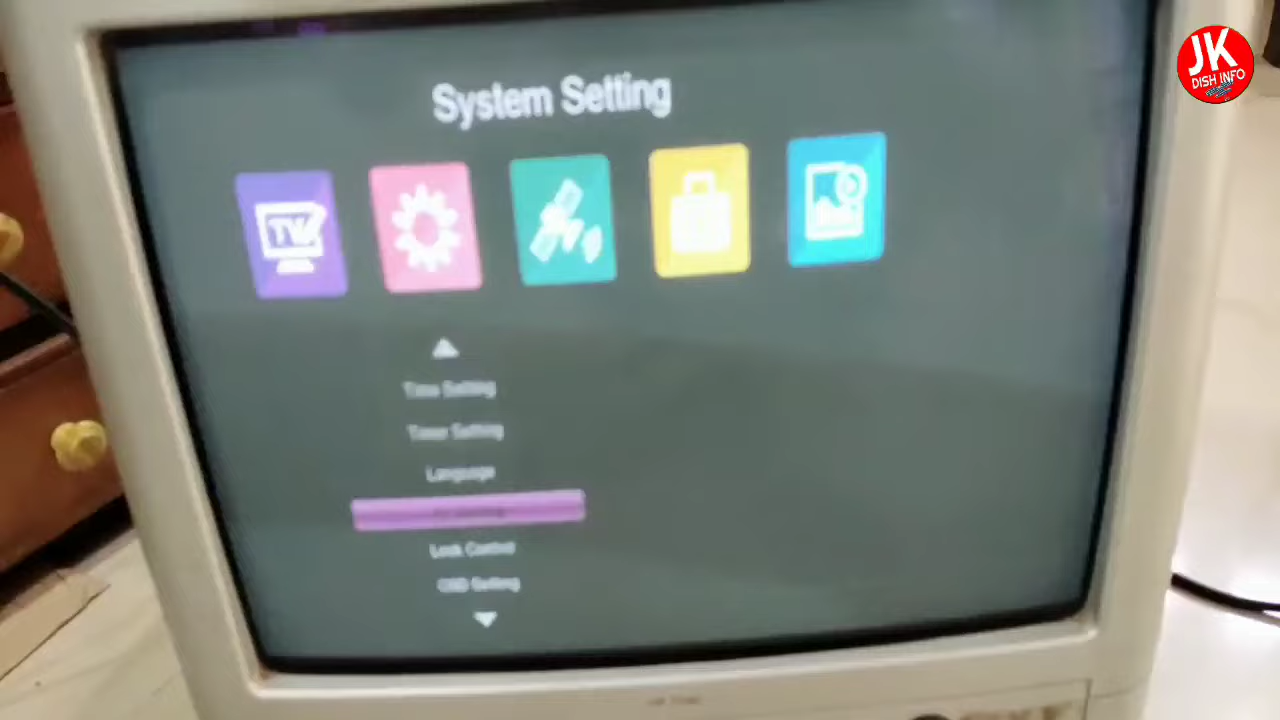 JK
DISH INFO
System Setting
TV
Time Setting
Timer Setting
Language
Lock Control
OSD Setting